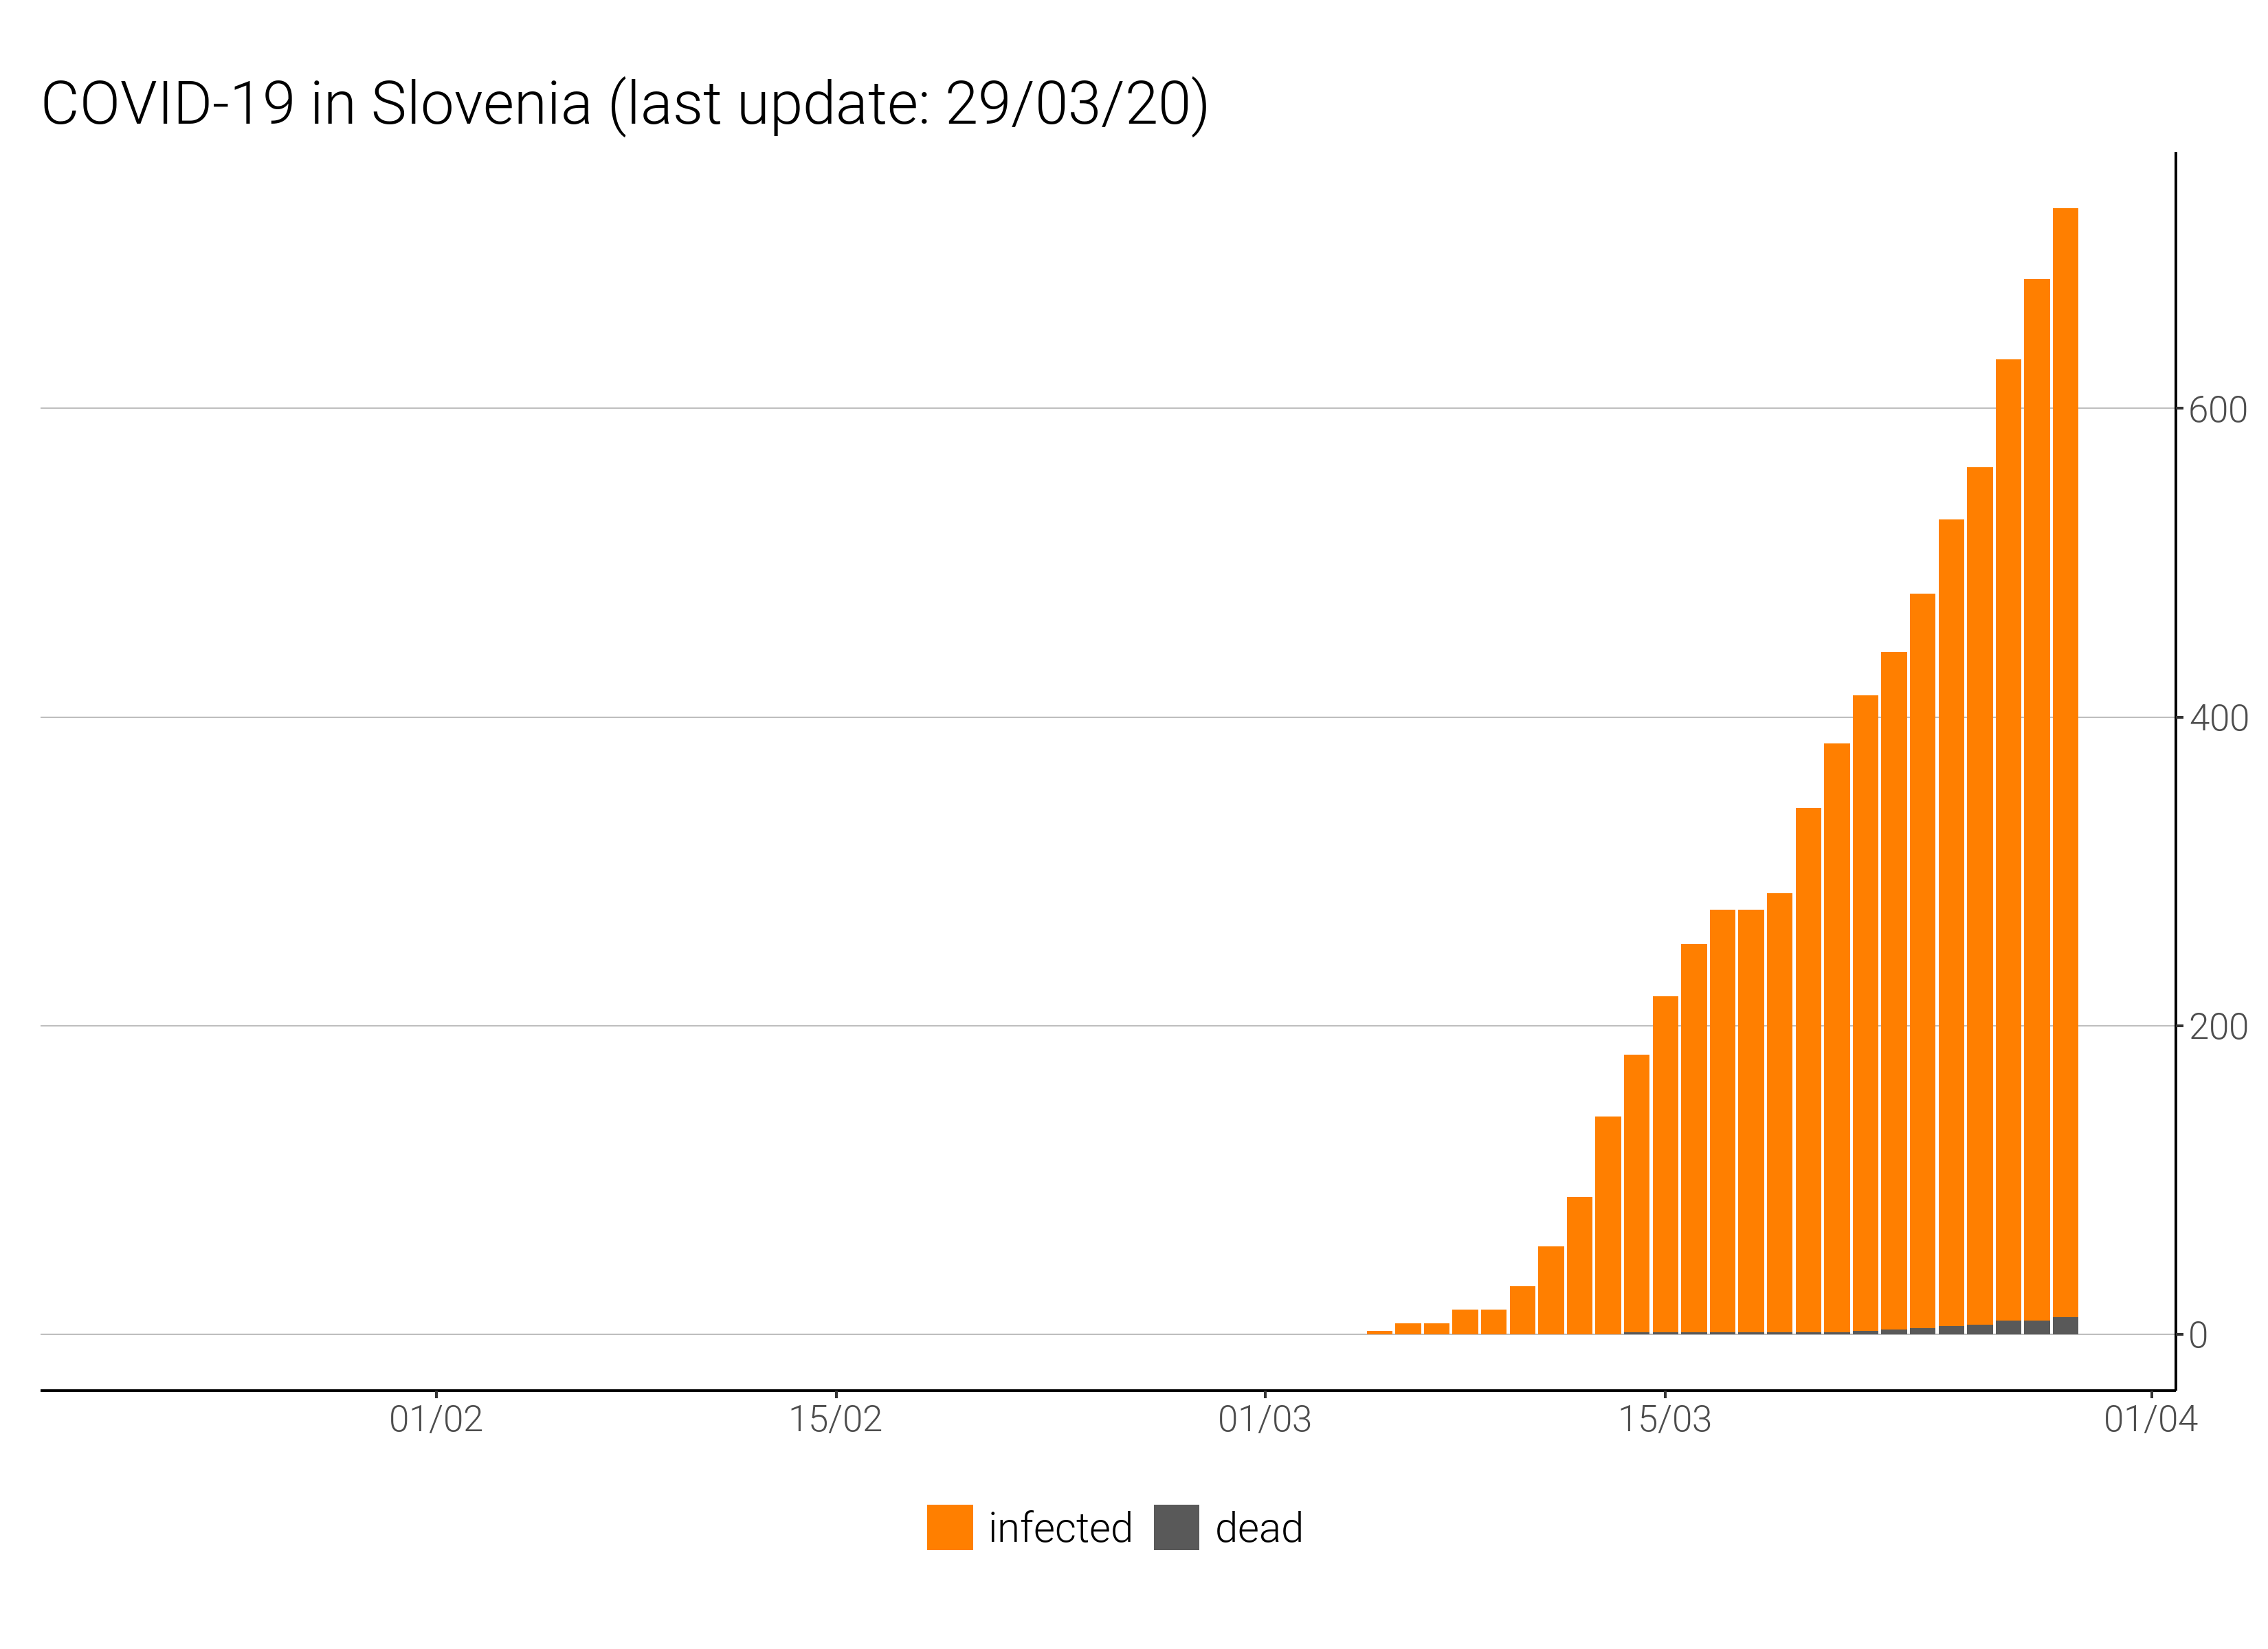 COVID-19 in Slovenia (last update: 29/03/20)
600
400
200
0
01/02 15/02 01/03 15/03 01/04
infected dead